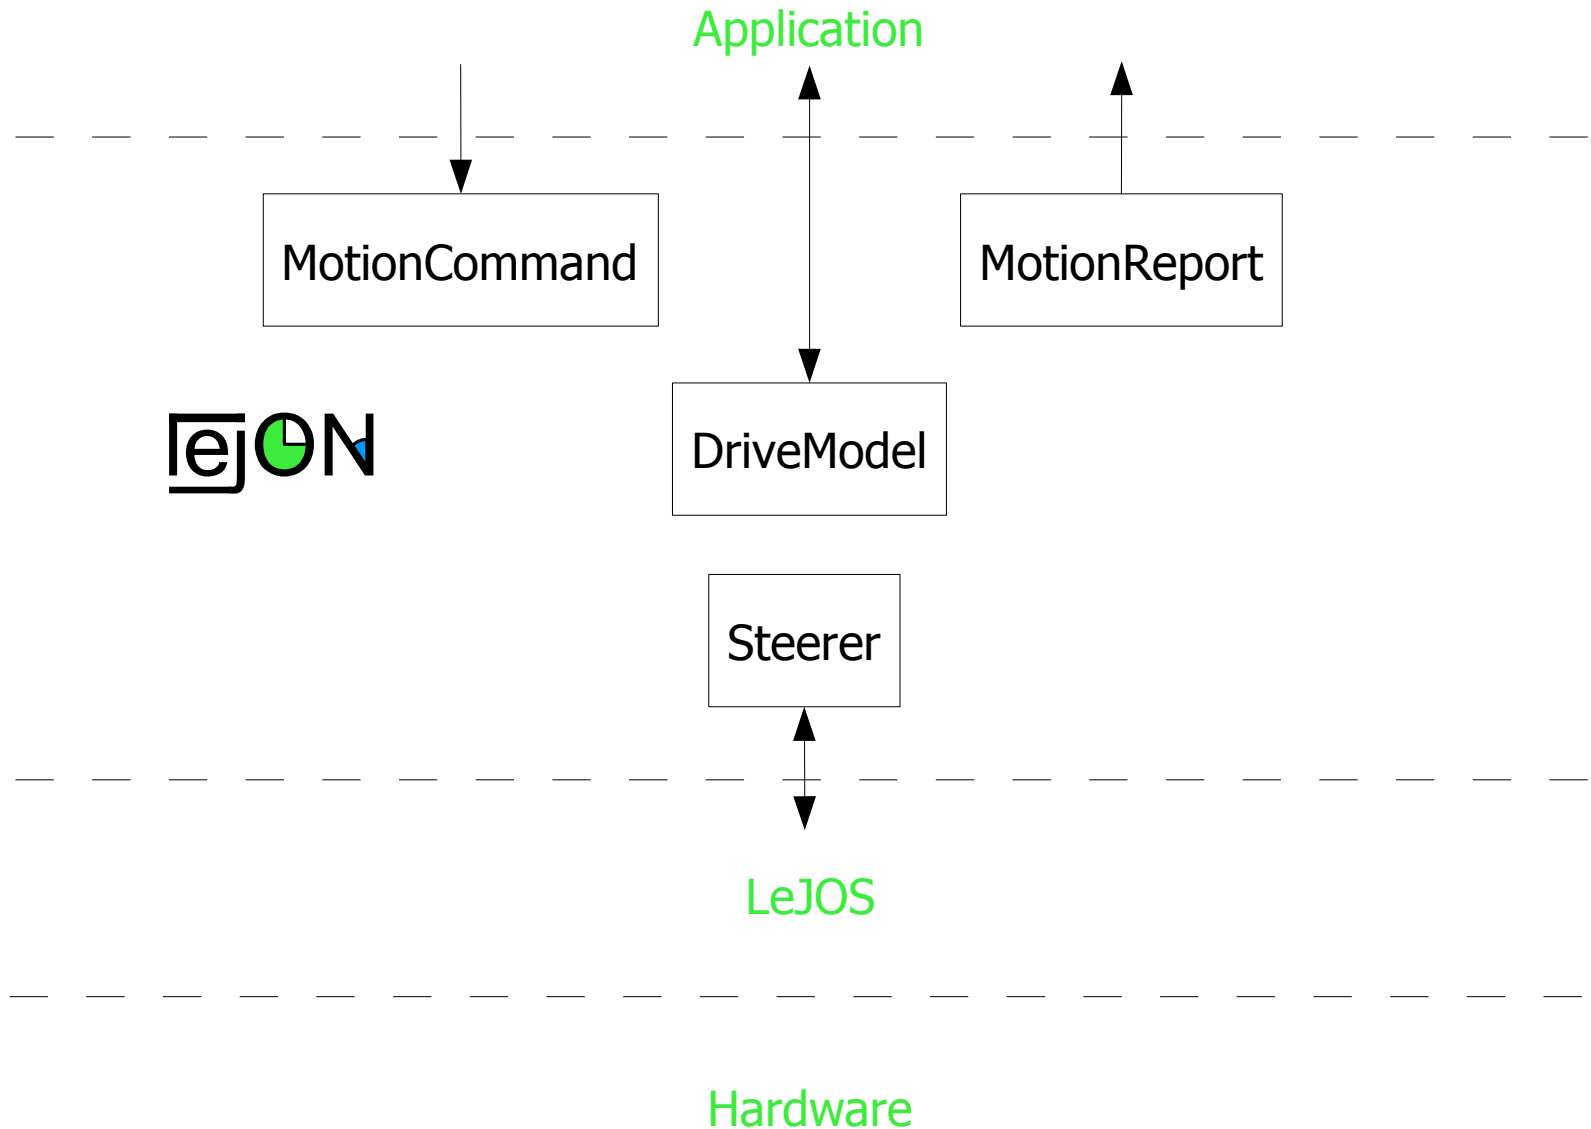 Application
MotionCommand
MotionReport
lejON
DriveModel
Steerer
LeJOS
Hardware